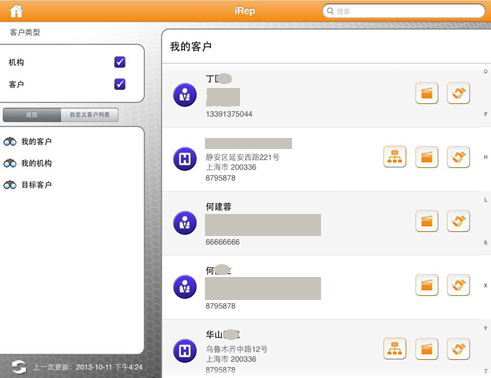 iRep
搜索
客户类型
机构
客户
视图
自定义客户列表
我的客户
我的机构
目标客户
上一次更新：2013-10-11 下午4:24
我的客户
丁
13391375044
静安区延安西路221号
上海市 200336
8795878
何建蓉
66666666
何
8795878
华山
乌鲁木齐中路12号
上海市 200336
8795878
D
F
H
L
S
X
Y
Z